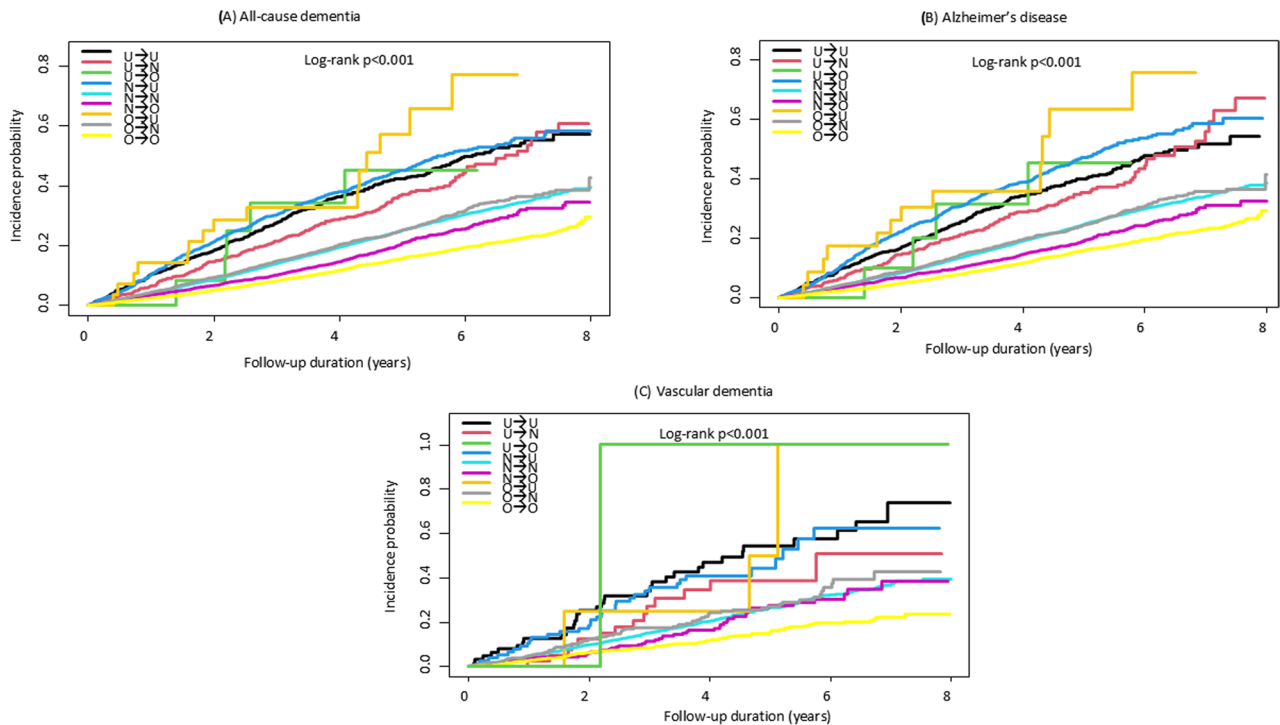 (A) All-cause dementia
U→U
U→N
U→O
N→U
N→N
N→O
O→U
O→N
O→O
Log-rank p<0.001
Incidence probability
0.8
0.6
0.4
0.2
0.0
0 2 4 6 8
Follow-up duration (years)
(B) Alzheimer's disease
U→U
U→N
U→O
N→U
N→N
N→O
O→U
O→N
O→O
Log-rank p<0.001
Incidence probability
0.8
0.6
0.4
0.2
0.0
0 2 4 6 8
Follow-up duration (years)
(C) Vascular dementia
U→U
U→N
U→O
N→U
N→N
N→O
O→U
O→N
O→O
Log-rank p<0.001
Incidence probability
1.0
0.8
0.6
0.4
0.2
0.0
0 2 4 6 8
Follow-up duration (years)